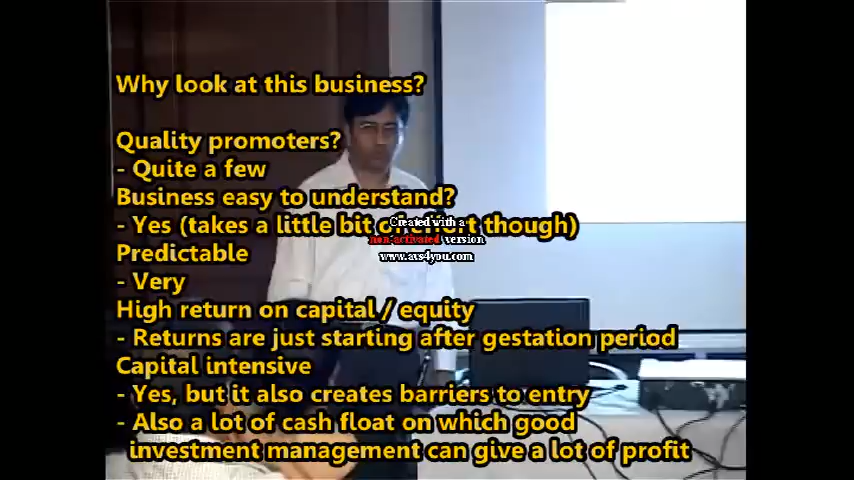 Why look at this business?
Quality promoters?
- Quite a few
Business easy to understand?
- Yes (takes a little bit of effort though)
Created with a
non-activated version
www.avs4you.com
Predictable
- Very
High return on capital / equity
- Returns are just starting after gestation period
Capital intensive
- Yes, but it also creates barriers to entry
- Also a lot of cash float on which good
investment management can give a lot of profit